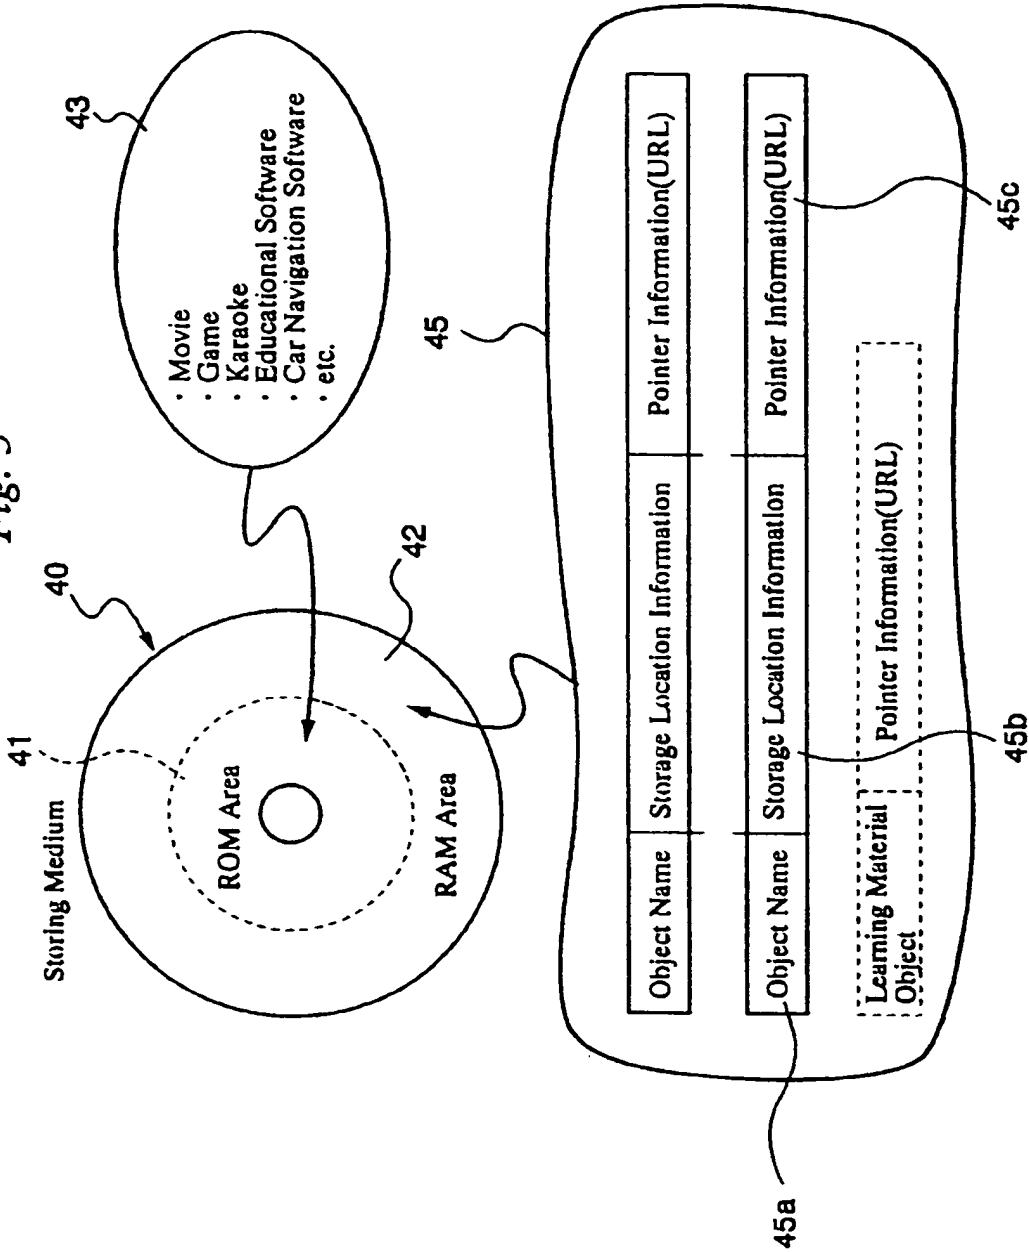 40
Storing Medium
41
ROM Area
RAM Area
42
43
· Movie
· Game
· Karaoke
· Educational Software
· Car Navigation Software
· etc.
45
Object Name Storage Location Information Pointer Information(URL)
Object Name Storage Location Information Pointer Information(URL)
Learning Material
Object
Pointer Information(URL)
45a
45b
45c